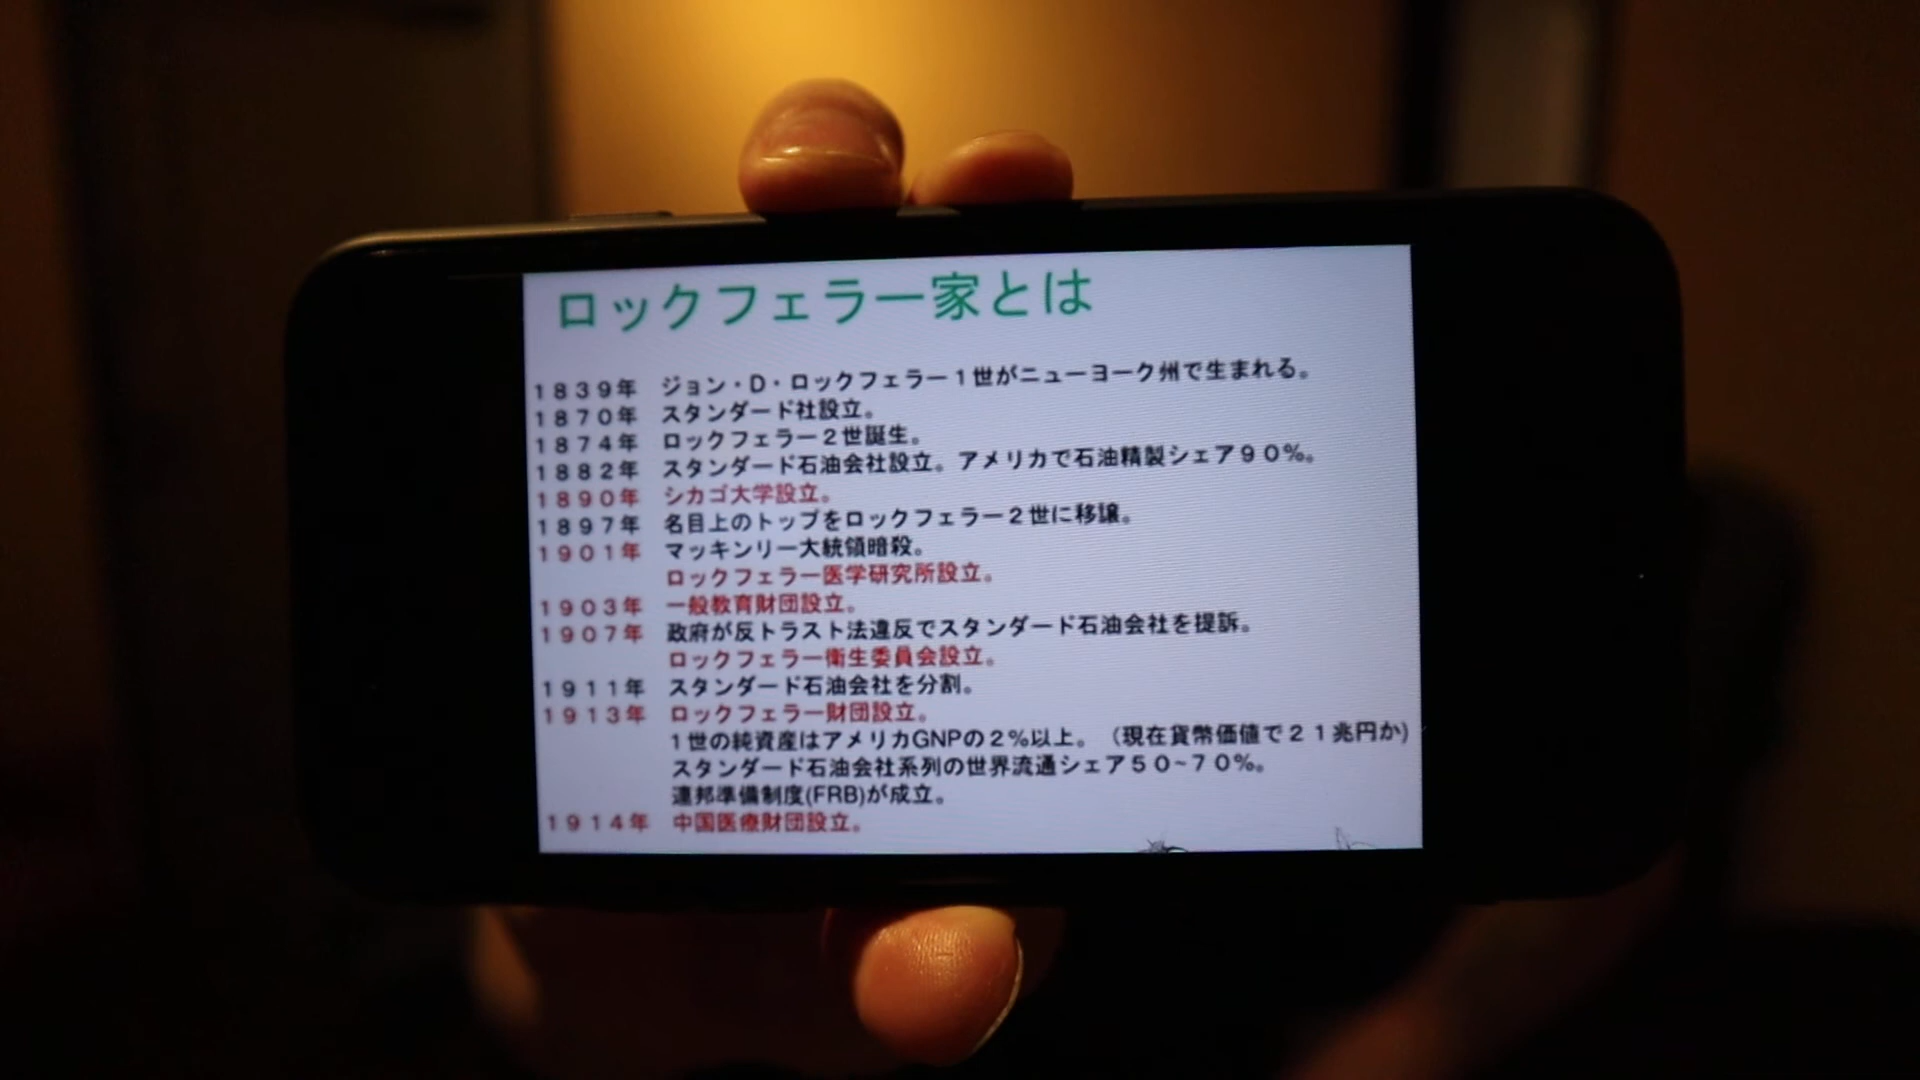 ロックフェラー家とは
1839年 ジョン・D・ロックフェラー1世がニューヨーク州で生まれる。
1870年 スタンダード社設立。
1874年 ロックフェラー2世誕生。
1882年 スタンダード石油会社設立。アメリカで石油精製シェア90%。
1890年 シカゴ大学設立。
1897年 名目上のトップをロックフェラー2世に移譲。
1901年 マッキンリー大統領暗殺。
ロックフェラー医学研究所設立。
1903年 一般教育財団設立。
1907年 政府が反トラスト法違反でスタンダード石油会社を提訴。
ロックフェラー衛生委員会設立。
1911年 スタンダード石油会社を分割。
1913年 ロックフェラー財団設立。
1世の純資産はアメリカGNPの2%以上。（現在貨幣価値で21兆円か)
スタンダード石油会社系列の世界流通シェア50~70%。
連邦準備制度(FRB)が成立。
1914年 中国医療財団設立。